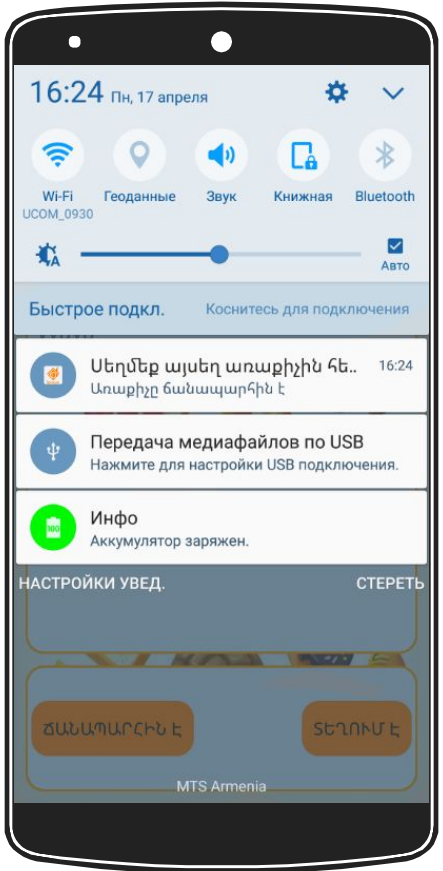 16:24 Пн, 17 апреля
Wi-Fi Геоданные Звук Книжная Bluetooth
UCOM_0930
A Авто
Быстрое подкл. Коснитесь для подключения
Սեղմեք այսեղ առաքիչին հե.. 16:24
Առաքիչը ճանապարհին է
Передача медиафайлов по USB
Нажмите для настройки USB подключения.
100 Инфо
Аккумулятор заряжен.
НАСТРОЙКИ УВЕД. СТЕРЕТЬ
ՃԱՆԱՊԱՐՀԻՆ Է ՏԵՂՈՒՄ Է
MTS Armenia